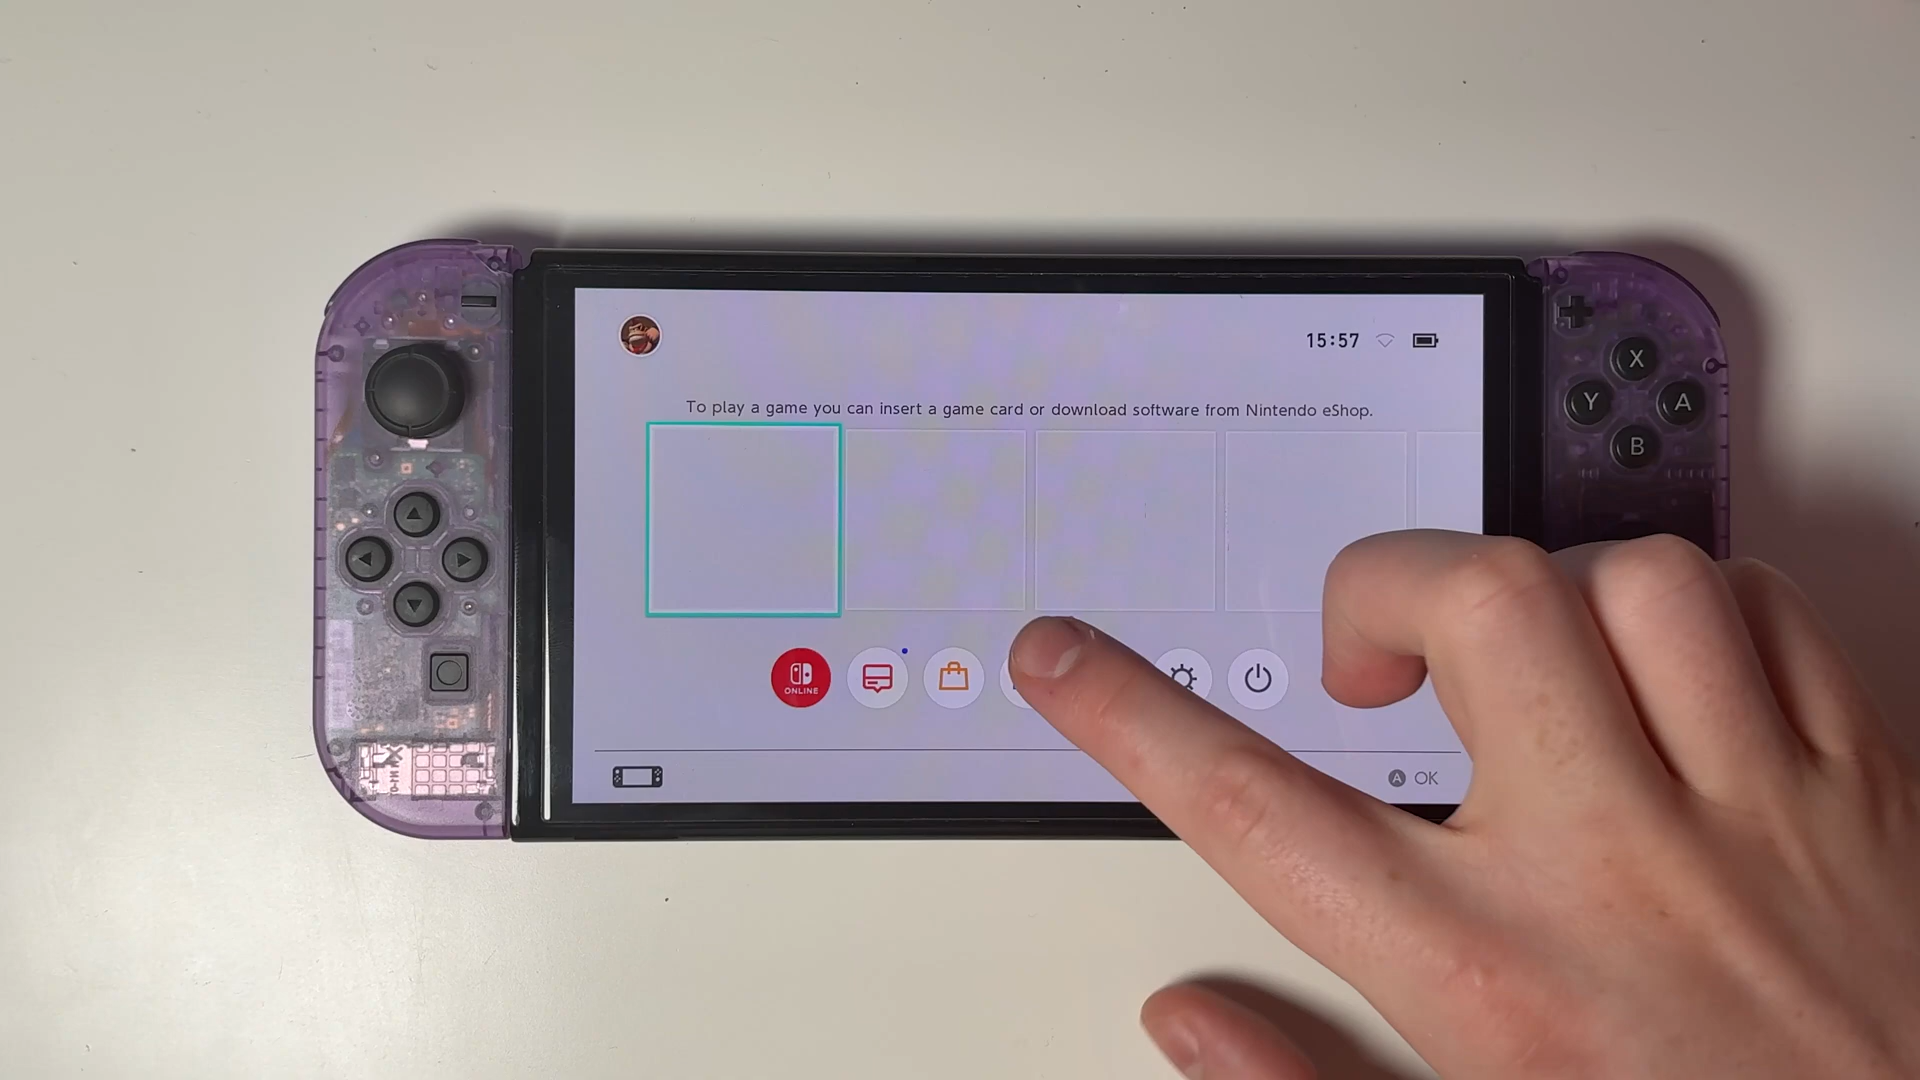 15:57
To play a game you can insert a game card or download software from Nintendo eShop.
ONLINE
A OK
X
Y A
B